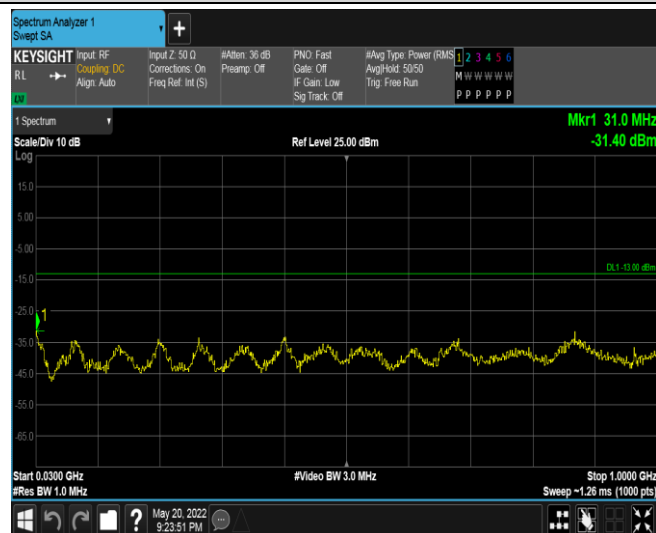 Spectrum Analyzer 1
Swept SA
KEYSIGHT
RL
Input: RF
Coupling: DC
Align: Auto
Input Z: 50 Ω
Corrections: On
Freq Ref: Int (S)
#Atten: 36 dB
Preamp: Off
PNO: Fast
Gate: Off
IF Gain: Low
Sig Track: Off
#Avg Type: Power (RMS
Avg|Hold: 50/50
Trig: Free Run
1 2 3 4 5 6
M W W W W W
P P P P P P
1 Spectrum
Scale/Div 10 dB
Ref Level 25.00 dBm
Mkr1 31.0 MHz
-31.40 dBm
Log
15.0
5.00
-5.00
-15.0
-25.0
-35.0
-45.0
-55.0
-65.0
DL1 -13.00 dBm
1
Start 0.0300 GHz
#Video BW 3.0 MHz
Stop 1.0000 GHz
#Res BW 1.0 MHz
Sweep ~1.26 ms (1000 pts)
?
May 20, 2022
9:23:51 PM